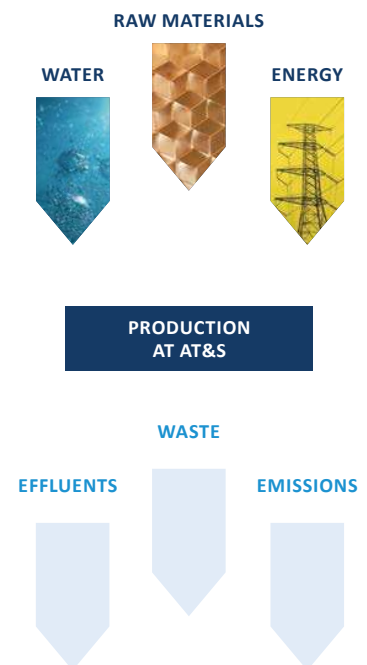 RAW MATERIALS
WATER
ENERGY
PRODUCTION
AT AT&S
WASTE
EFFLUENTS
EMISSIONS